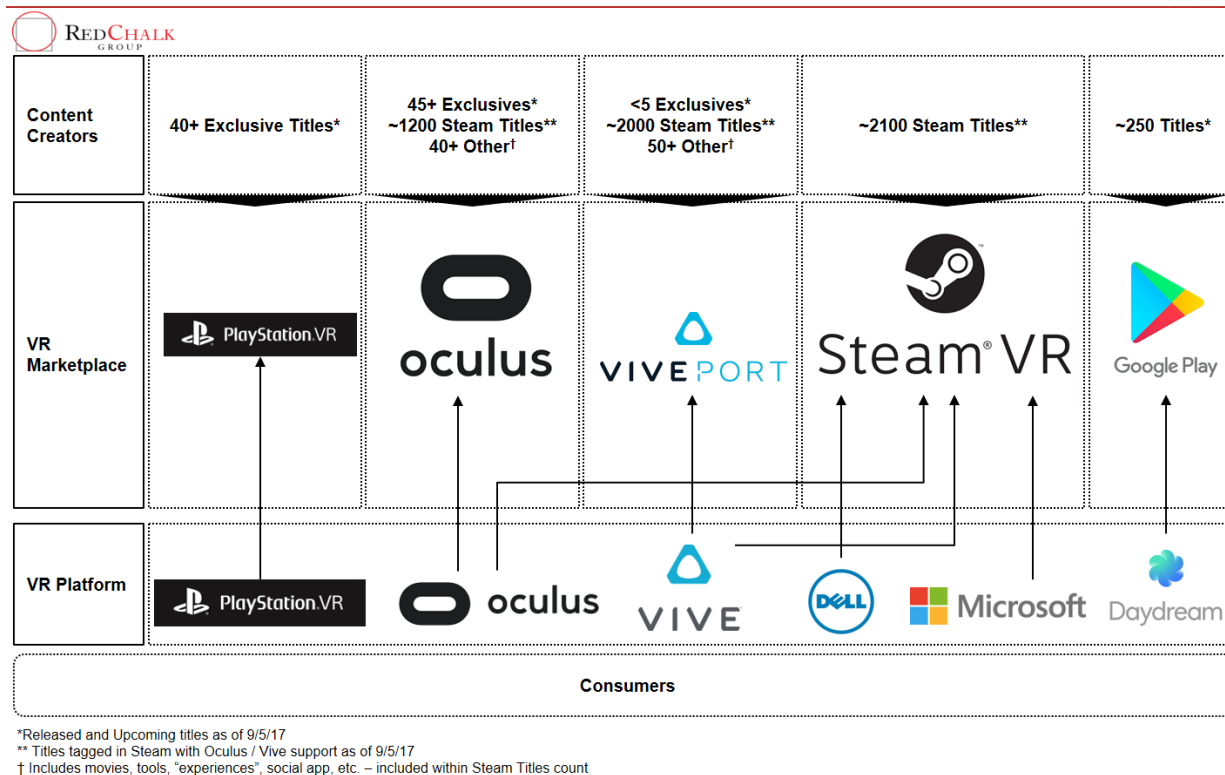 REDCHALK
GROUP
Content
Creators
40+ Exclusive Titles*
45+ Exclusives*
~1200 Steam Titles**
40+ Other†
<5 Exclusives*
~2000 Steam Titles**
50+ Other†
~2100 Steam Titles**
~250 Titles*
VR
Marketplace
PlayStation.VR
oculus
VIVEPORT
™
Steam® VR
Google Play
VR Platform
PlayStation.VR
oculus
VIVE
DELL
Microsoft
Daydream
Consumers
*Released and Upcoming titles as of 9/5/17
** Titles tagged in Steam with Oculus / Vive support as of 9/5/17
† Includes movies, tools, “experiences”, social app, etc. – included within Steam Titles count